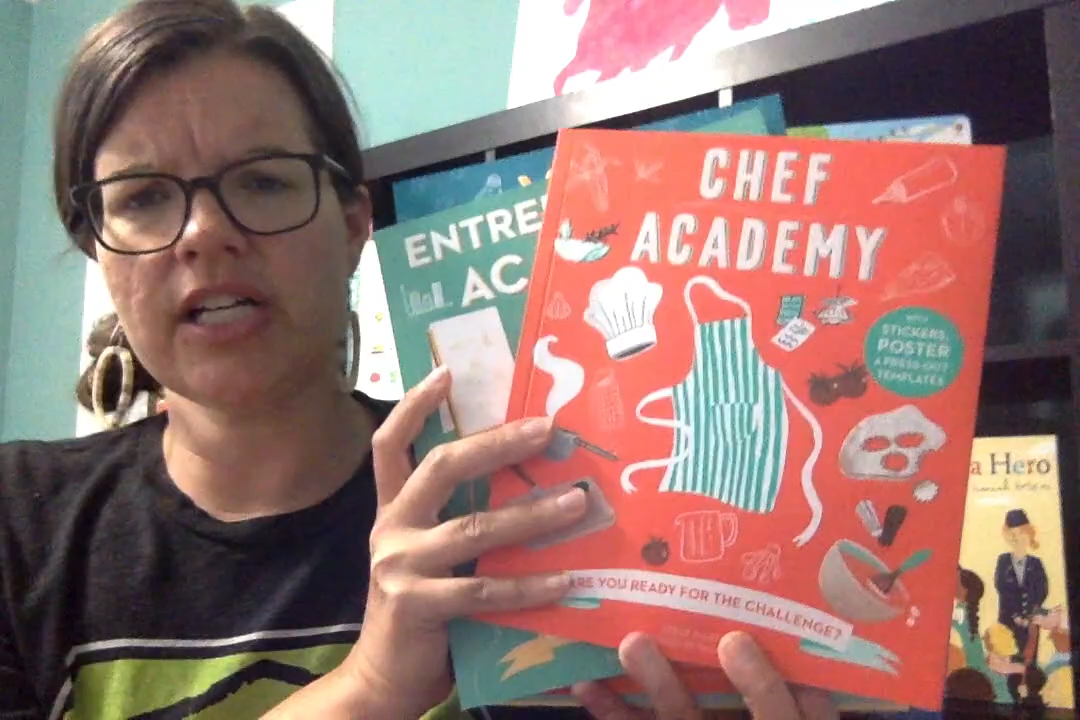 CHEF
ACADEMY
WITH
STICKERS,
POSTER
& PRESS-OUT
TEMPLATES
ARE YOU READY FOR THE CHALLENGE?
ENTRE
AC
a Hero